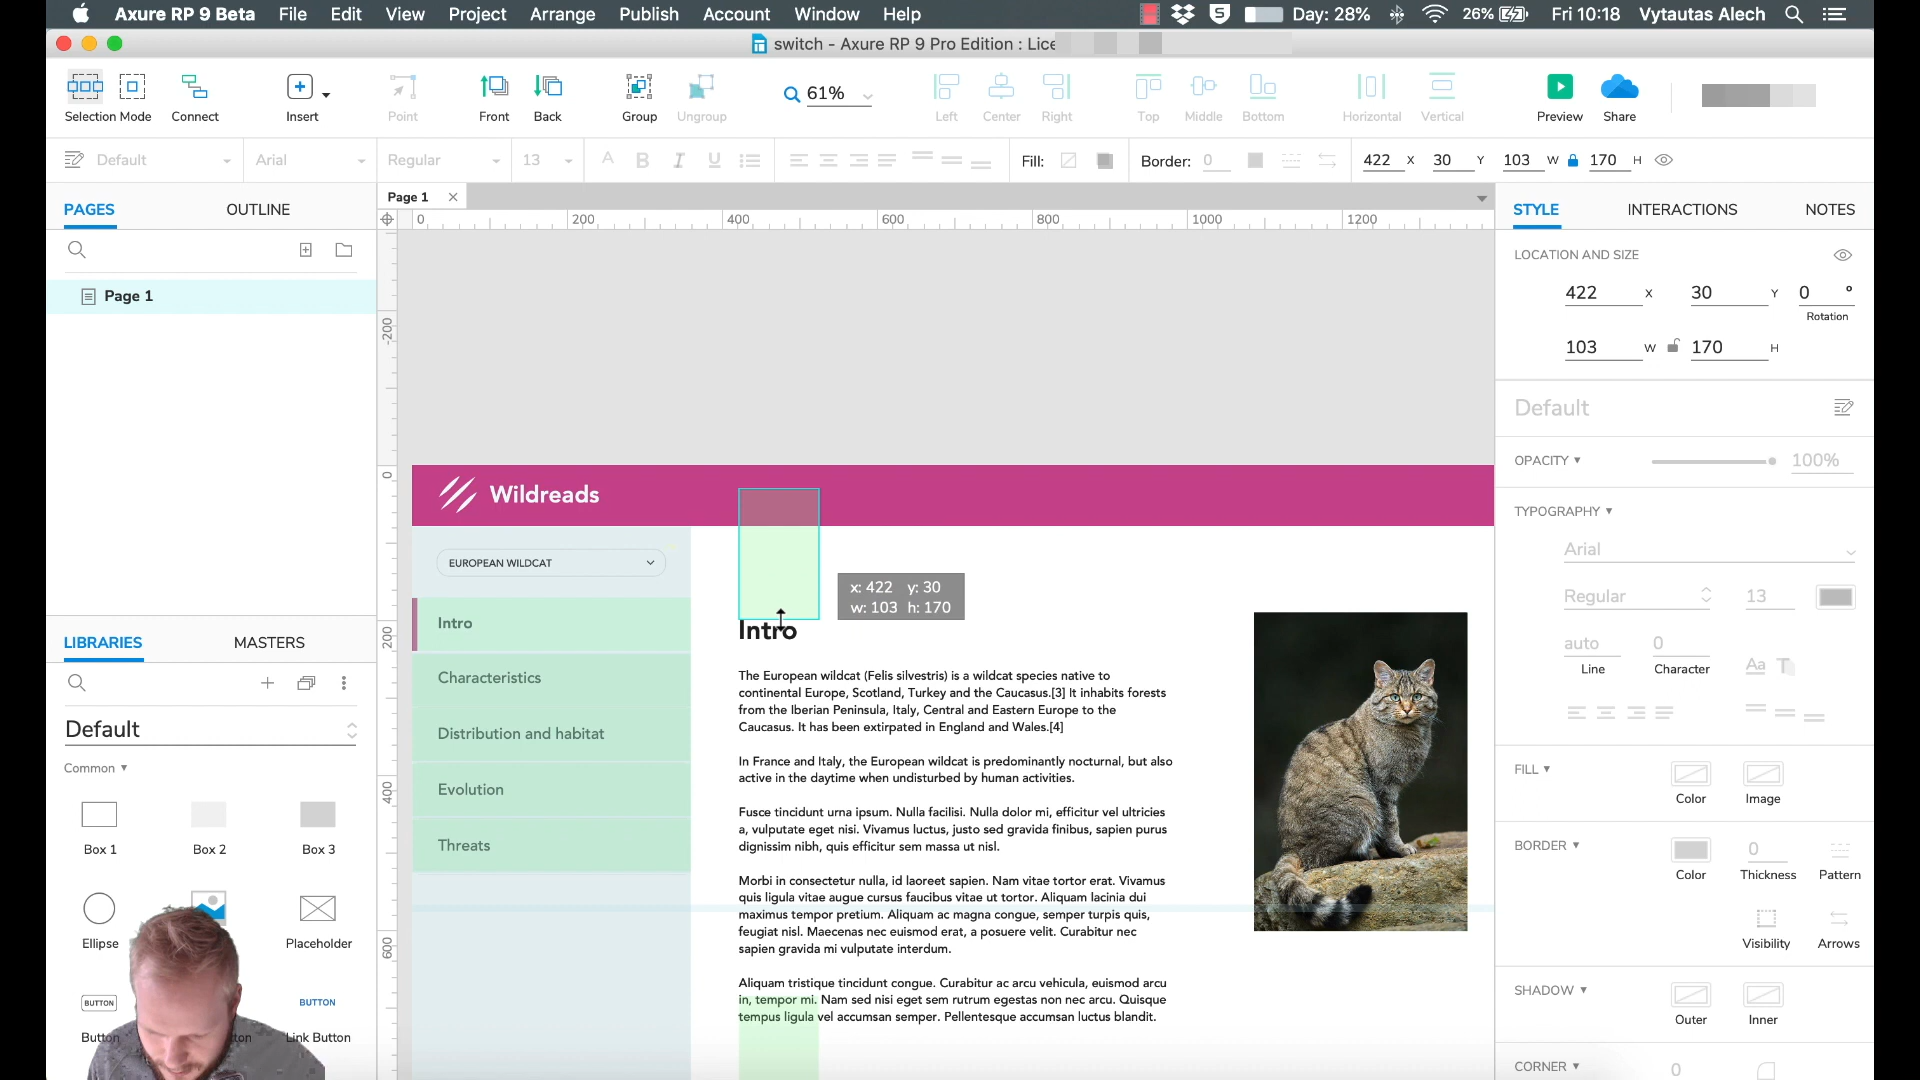 Axure RP 9 Beta File Edit View Project Arrange Publish Account Window Help S Day: 28% 26% Fri 10:18 Vytautas Alech
switch - Axure RP 9 Pro Edition : Lice
61%
Selection Mode Connect Insert Point Front Back Group Ungroup Left Center Right Top Middle Bottom Horizontal Vertical Preview Share
Default Arial Regular 13 A B I U Fill: Border: 0 422 X 30 Y 103 W 170 H
PAGES OUTLINE
Page 1
0 200 400 600 800 1000 1200
STYLE INTERACTIONS NOTES
Page 1
LOCATION AND SIZE
422 X 30 Y 0 °
Rotation
103 W 170 H
-200
0
200
400
600
Default
OPACITY 100%
TYPOGRAPHY
Arial
Regular 13
auto 0
Line Character Aa T
FILL
Color Image
BORDER 0
Color Thickness Pattern
Visibility Arrows
SHADOW
Outer Inner
CORNER 0
Wildreads
EUROPEAN WILDCAT
Intro
Characteristics
Distribution and habitat
Evolution
Threats
x: 422 y: 30
w: 103 h: 170
Intro
The European wildcat (Felis silvestris) is a wildcat species native to
continental Europe, Scotland, Turkey and the Caucasus.[3] It inhabits forests
from the Iberian Peninsula, Italy, Central and Eastern Europe to the
Caucasus. It has been extirpated in England and Wales.[4]
In France and Italy, the European wildcat is predominantly nocturnal, but also
active in the daytime when undisturbed by human activities.
Fusce tincidunt urna ipsum. Nulla facilisi. Nulla dolor mi, efficitur vel ultricies
a, vulputate eget nisi. Vivamus luctus, justo sed gravida finibus, sapien purus
dignissim nibh, quis efficitur sem massa ut nisl.
Morbi in consectetur nulla, id laoreet sapien. Nam vitae tortor erat. Vivamus
quis ligula vitae augue cursus faucibus vitae ut tortor. Aliquam lacinia dui
maximus tempor pretium. Aliquam ac magna congue, semper turpis quis,
feugiat nisl. Maecenas nec euismod erat, a posuere velit. Curabitur nec
sapien gravida mi vulputate interdum.
Aliquam tristique tincidunt congue. Curabitur ac arcu vehicula, euismod arcu
in, tempor mi. Nam sed nisi eget sem rutrum egestas non nec arcu. Quisque
tempus ligula vel accumsan semper. Pellentesque accumsan luctus blandit.
LIBRARIES MASTERS
Default
Common
Box 1 Box 2 Box 3
Ellipse Placeholder
BUTTON BUTTON
Button Link Button